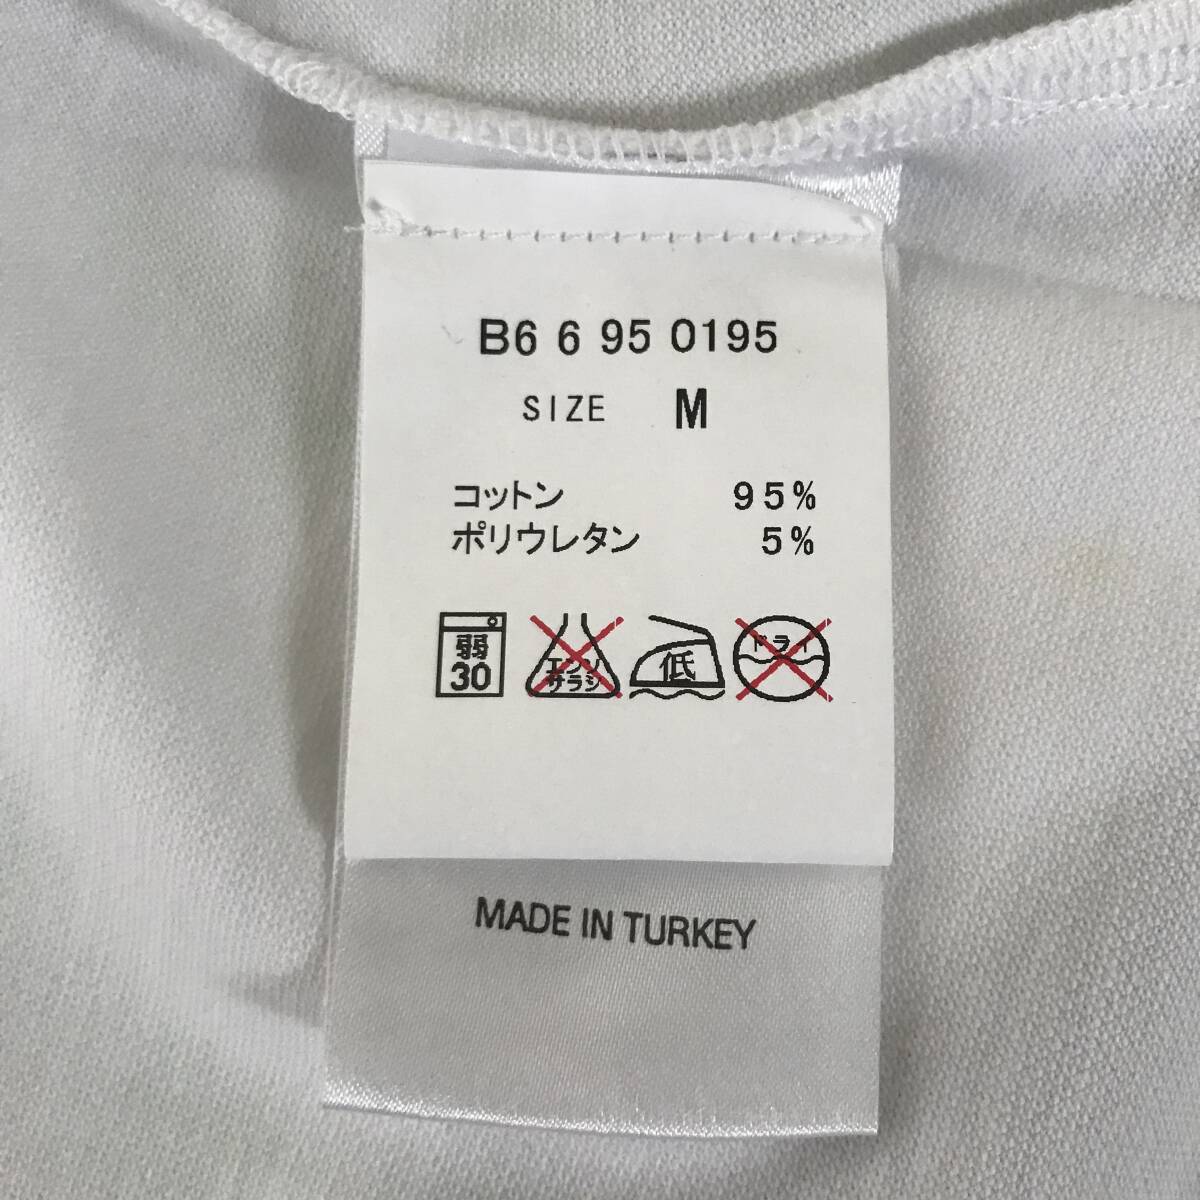 B6 6 95 0195
SIZE M
コットン 95%
ポリウレタン 5%
弱 30
エンソ サラシ
低
ドライ
MADE IN TURKEY